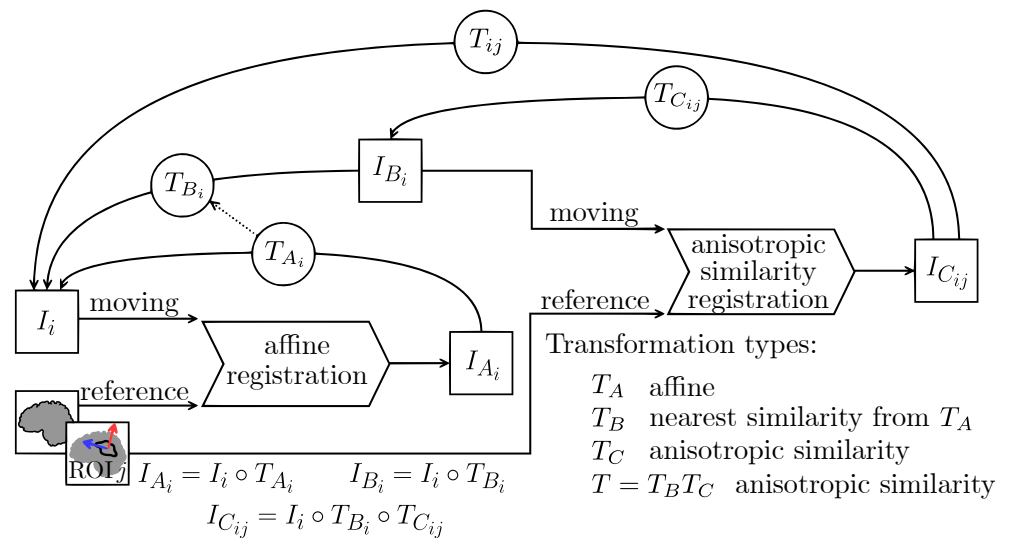 T_{ij}
T_{C_{ij}}
I_{B_i}
T_{B_i}
moving
T_{A_i}
anisotropic
similarity
registration
I_{C_{ij}}
I_i
moving
reference
affine
registration
I_{A_i}
Transformation types:
T_A affine
T_B nearest similarity from T_A
T_C anisotropic similarity
T = T_B T_C anisotropic similarity
reference
ROI j
I_{A_i} = I_i ∘ T_{A_i}
I_{B_i} = I_i ∘ T_{B_i}
I_{C_{ij}} = I_i ∘ T_{B_i} ∘ T_{C_{ij}}